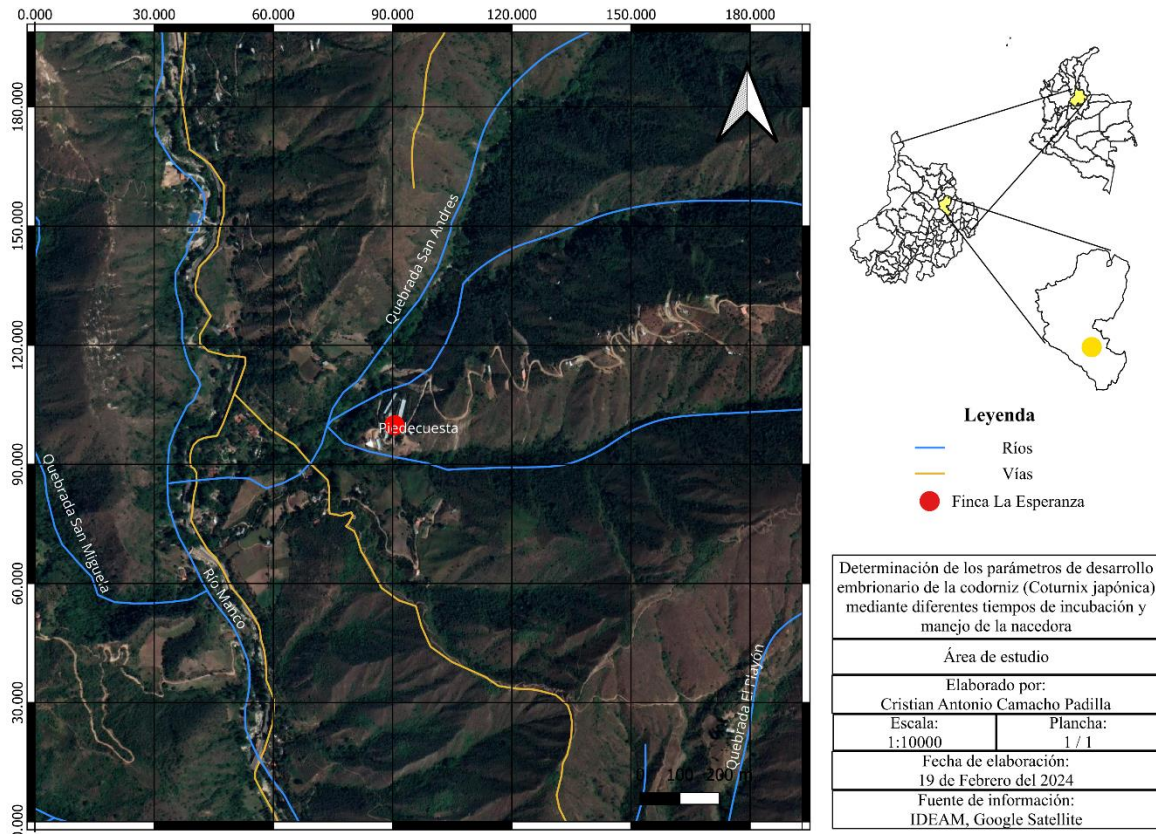 0.000
30.000
60.000
90.000
120.000
150.000
180.000
180.000
150.000
120.000
90.000
60.000
30.000
0.000
Quebrada San Andres
Piedecuesta
Quebrada San Miguela
Río Manco
Quebrada El Playón
0 100 200 m
Leyenda
Ríos
Vías
Finca La Esperanza
Determinación de los parámetros de desarrollo
embrionario de la codorniz (Coturnix japónica)
mediante diferentes tiempos de incubación y
manejo de la nacedora
Área de estudio
Elaborado por:
Cristian Antonio Camacho Padilla
Escala:
1:10000
Plancha:
1 / 1
Fecha de elaboración:
19 de Febrero del 2024
Fuente de información:
IDEAM, Google Satellite